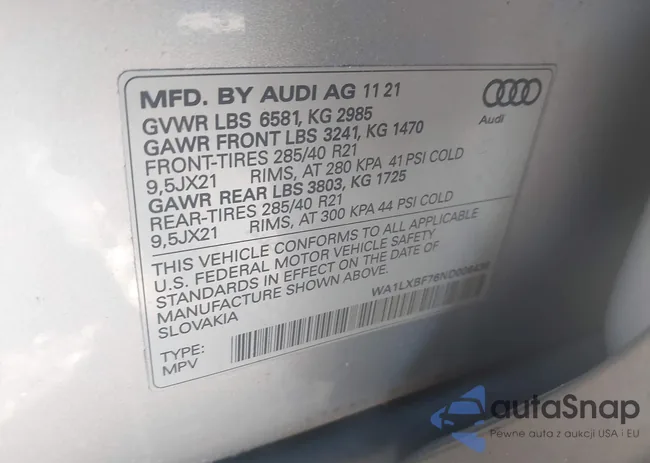 MFD. BY AUDI AG 11 21
GVWR LBS 6581, KG 2985
GAWR FRONT LBS 3241, KG 1470
FRONT-TIRES 285/40 R21
9,5JX21 RIMS, AT 280 KPA 41 PSI COLD
GAWR REAR LBS 3803, KG 1725
REAR-TIRES 285/40 R21
9,5JX21 RIMS, AT 300 KPA 44 PSI COLD
Audi
THIS VEHICLE CONFORMS TO ALL APPLICABLE
U.S. FEDERAL MOTOR VEHICLE SAFETY
STANDARDS IN EFFECT ON THE DATE OF
MANUFACTURE SHOWN ABOVE.
SLOVAKIA
TYPE:
MPV
autaSnap
Pewne auta z aukcji USA i EU